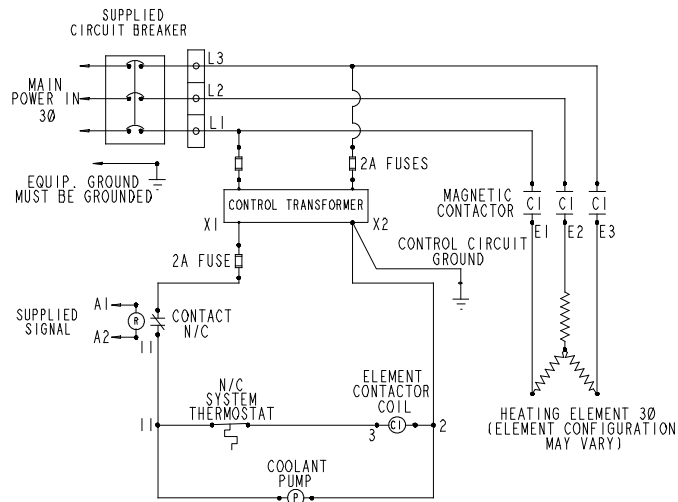 SUPPLIED
CIRCUIT BREAKER
L3
L2
L1
MAIN
POWER IN
3Ø
EQUIP. GROUND
MUST BE GROUNDED
2A FUSES
CONTROL TRANSFORMER
X1
X2
MAGNETIC
CONTACTOR
C1
C1
C1
E1
E2
E3
CONTROL CIRCUIT
GROUND
2A FUSE
SUPPLIED
SIGNAL
A1
A2
R
CONTACT
N/C
11
11
N/C
SYSTEM
THERMOSTAT
ELEMENT
CONTACTOR
COIL
3
C1
2
HEATING ELEMENT 3Ø
(ELEMENT CONFIGURATION
MAY VARY)
COOLANT
PUMP
P